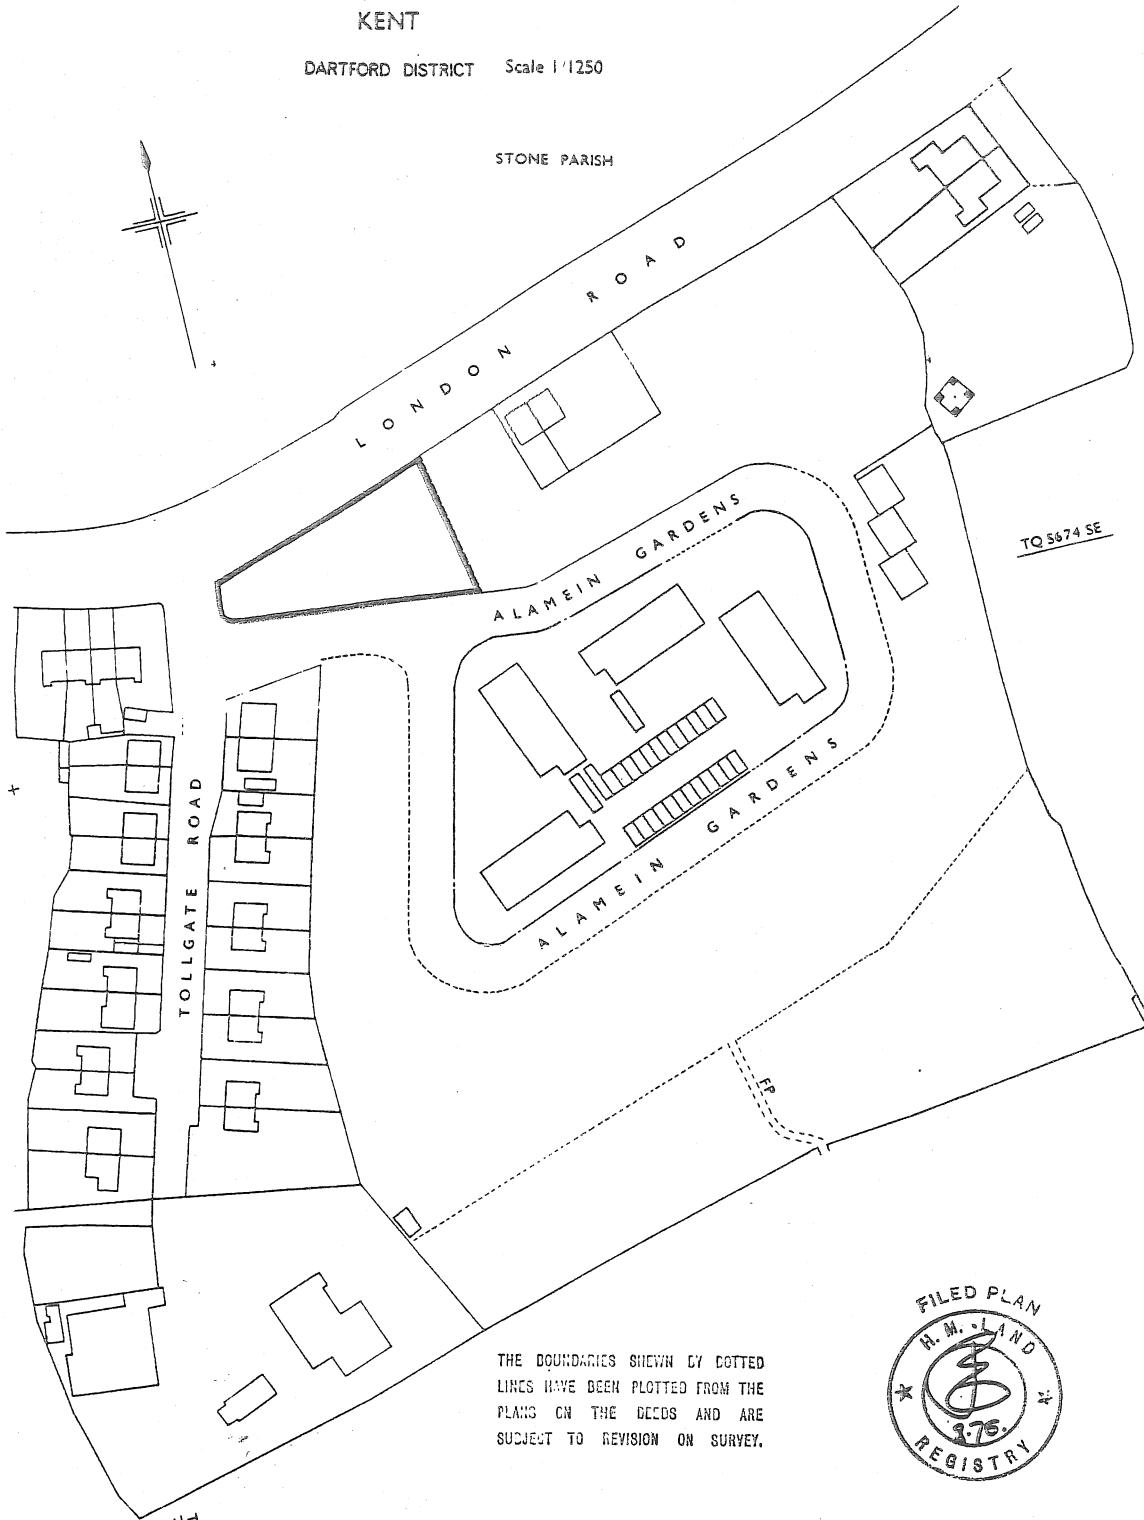 KENT
DARTFORD DISTRICT Scale 1/1250
STONE PARISH
LONDON ROAD
TQ 5674 SE
ALAMEIN GARDENS
TOLLGATE ROAD
ALAMEIN GARDENS
FP
THE BOUNDARIES SHEWN BY DOTTED
LINES HAVE BEEN PLOTTED FROM THE
PLANS ON THE DEEDS AND ARE
SUBJECT TO REVISION ON SURVEY.
FILED PLAN
H. M. LAND
REGISTRY